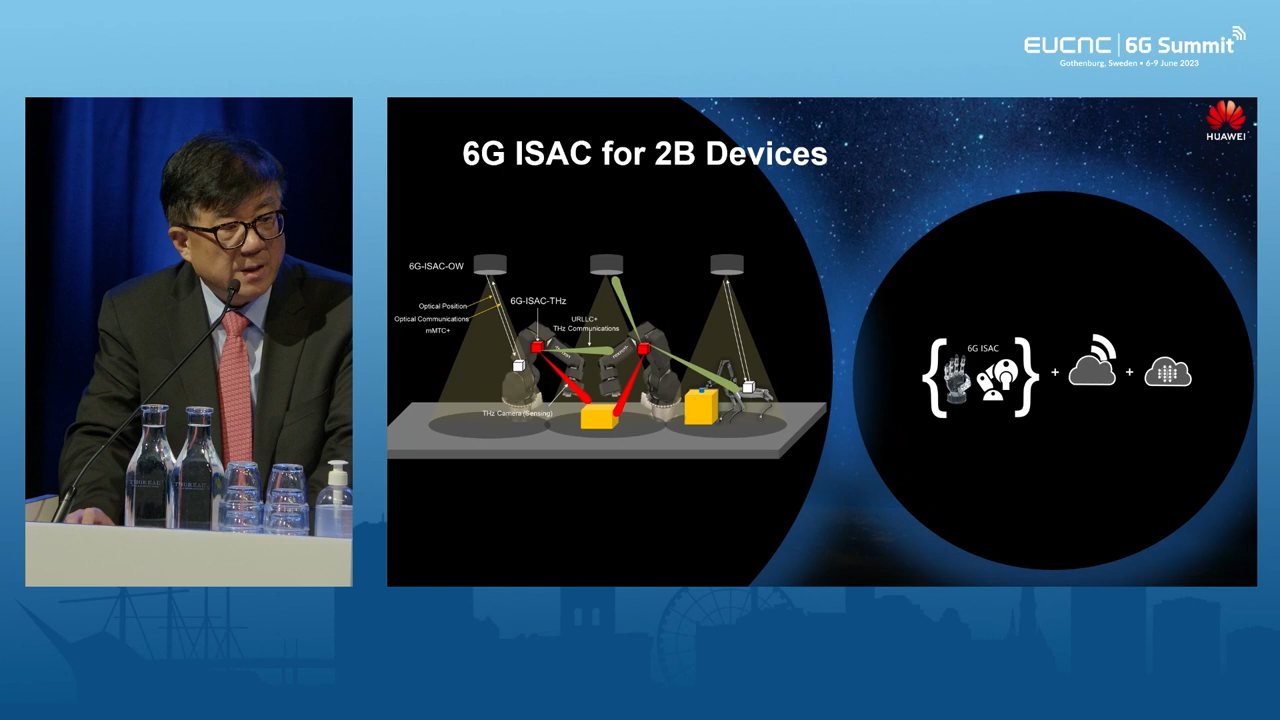 EUCNC | 6G Summit
Gothenburg, Sweden • 6-9 June 2023
HUAWEI
6G ISAC for 2B Devices
6G-ISAC-OW
Optical Position
Optical Communications
mMTC+
6G-ISAC-THz
URLLC+
THz Communications
THz Camera (Sensing)
6G ISAC
{ } + +